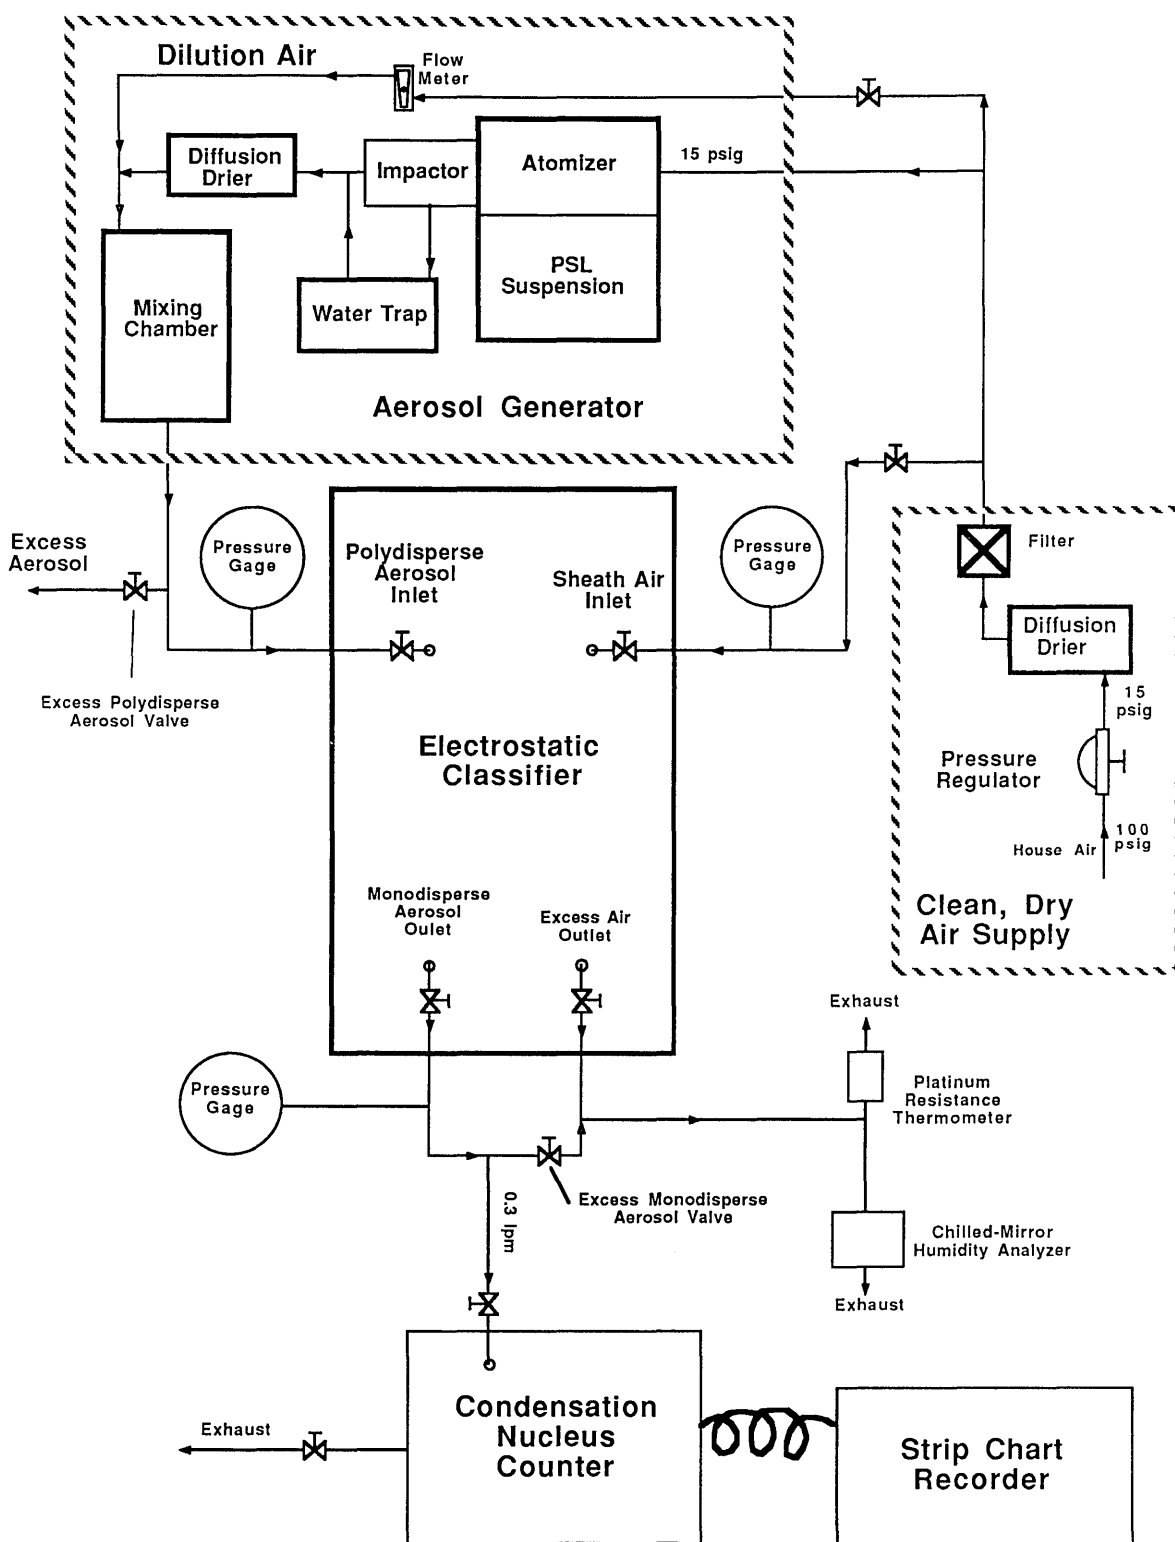 Dilution Air
Flow
Meter
Diffusion
Drier
Impactor
Atomizer
15 psig
PSL
Suspension
Mixing
Chamber
Water Trap
Aerosol Generator
Excess
Aerosol
Pressure
Gage
Polydisperse
Aerosol
Inlet
Sheath Air
Inlet
Pressure
Gage
Filter
Diffusion
Drier
Excess Polydisperse
Aerosol Valve
15
psig
Electrostatic
Classifier
Pressure
Regulator
House Air
100
psig
Monodisperse
Aerosol
Oulet
Excess Air
Outlet
Clean, Dry
Air Supply
Exhaust
Pressure
Gage
Platinum
Resistance
Thermometer
0.3 lpm
Excess Monodisperse
Aerosol Valve
Chilled-Mirror
Humidity Analyzer
Exhaust
Exhaust
Condensation
Nucleus
Counter
Strip Chart
Recorder